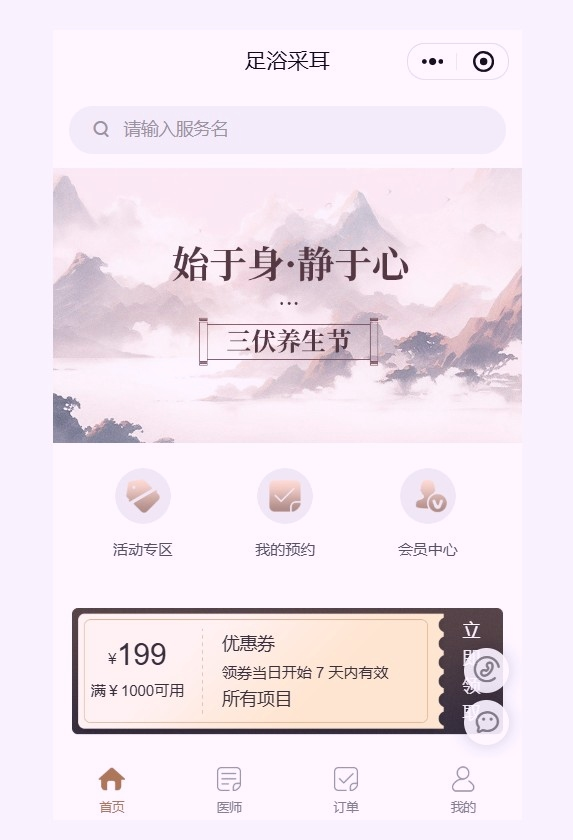 足浴采耳
请输入服务名
始于身·静于心
...
三伏养生节
活动专区
我的预约
会员中心
¥199
满￥1000可用
优惠券
领券当日开始 7 天内有效
所有项目
立
即
领
取
首页
医师
订单
我的